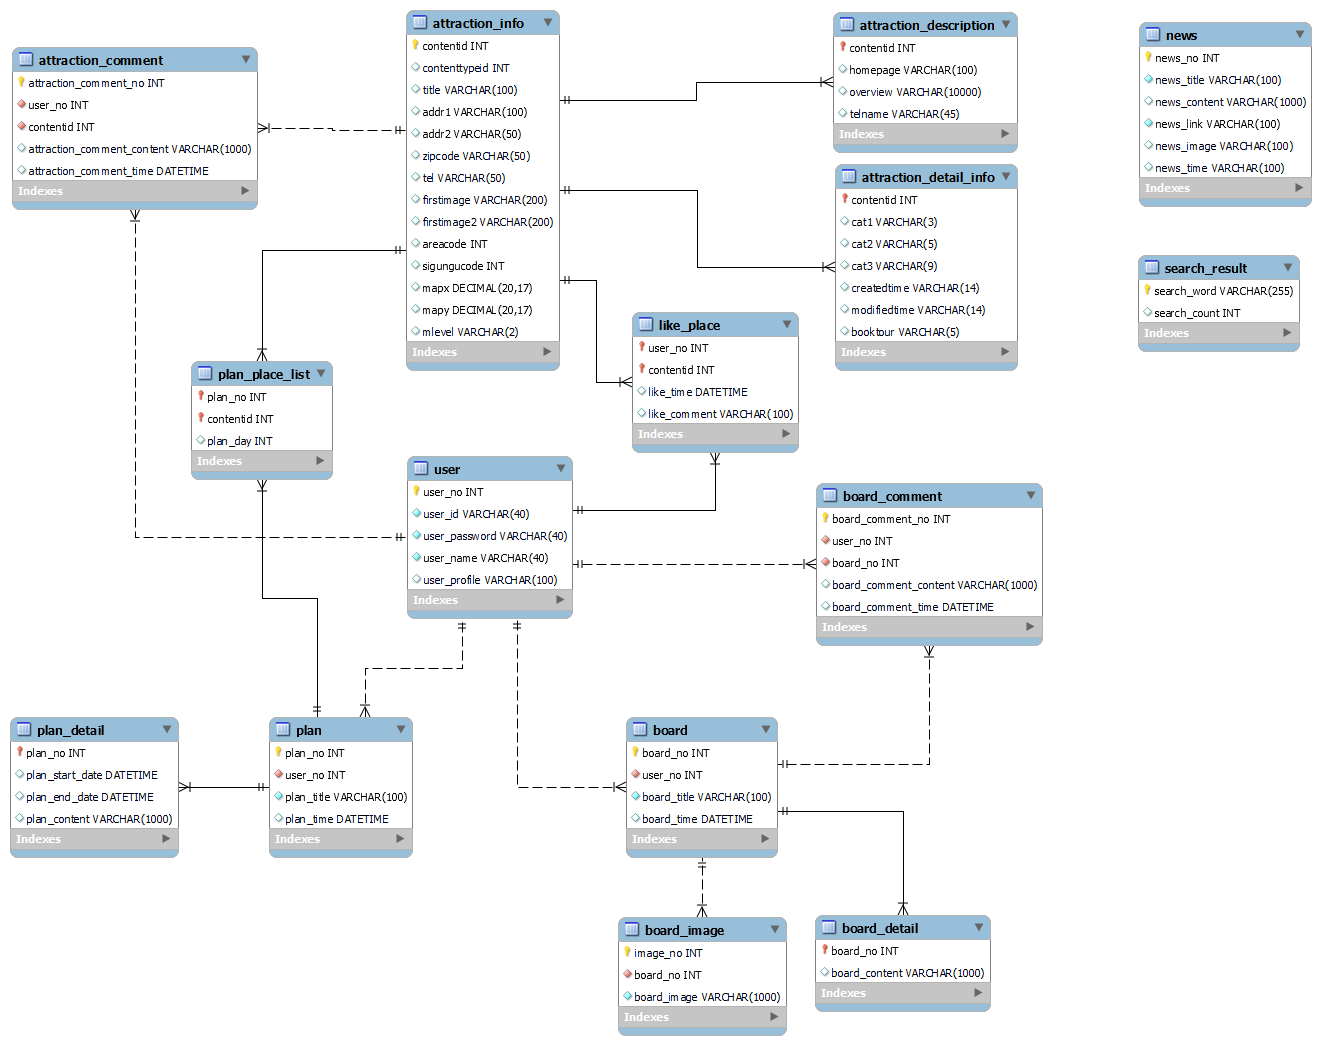 attraction_comment
attraction_comment_no INT
user_no INT
contentid INT
attraction_comment_content VARCHAR(1000)
attraction_comment_time DATETIME
Indexes
attraction_info
contentid INT
contenttypeid INT
title VARCHAR(100)
addr1 VARCHAR(100)
addr2 VARCHAR(50)
zipcode VARCHAR(50)
tel VARCHAR(50)
firstimage VARCHAR(200)
firstimage2 VARCHAR(200)
areacode INT
sigungucode INT
mapx DECIMAL(20,17)
mapy DECIMAL(20,17)
mlevel VARCHAR(2)
Indexes
attraction_description
contentid INT
homepage VARCHAR(100)
overview VARCHAR(10000)
telname VARCHAR(45)
Indexes
news
news_no INT
news_title VARCHAR(100)
news_content VARCHAR(1000)
news_link VARCHAR(100)
news_image VARCHAR(100)
news_time VARCHAR(100)
Indexes
attraction_detail_info
contentid INT
cat1 VARCHAR(3)
cat2 VARCHAR(5)
cat3 VARCHAR(9)
createdtime VARCHAR(14)
modifiedtime VARCHAR(14)
booktour VARCHAR(5)
Indexes
search_result
search_word VARCHAR(255)
search_count INT
Indexes
like_place
user_no INT
contentid INT
like_time DATETIME
like_comment VARCHAR(100)
Indexes
plan_place_list
plan_no INT
contentid INT
plan_day INT
Indexes
user
user_no INT
user_id VARCHAR(40)
user_password VARCHAR(40)
user_name VARCHAR(40)
user_profile VARCHAR(100)
Indexes
board_comment
board_comment_no INT
user_no INT
board_no INT
board_comment_content VARCHAR(1000)
board_comment_time DATETIME
Indexes
plan_detail
plan_no INT
plan_start_date DATETIME
plan_end_date DATETIME
plan_content VARCHAR(1000)
Indexes
plan
plan_no INT
user_no INT
plan_title VARCHAR(100)
plan_time DATETIME
Indexes
board
board_no INT
user_no INT
board_title VARCHAR(100)
board_time DATETIME
Indexes
board_image
image_no INT
board_no INT
board_image VARCHAR(1000)
Indexes
board_detail
board_no INT
board_content VARCHAR(1000)
Indexes